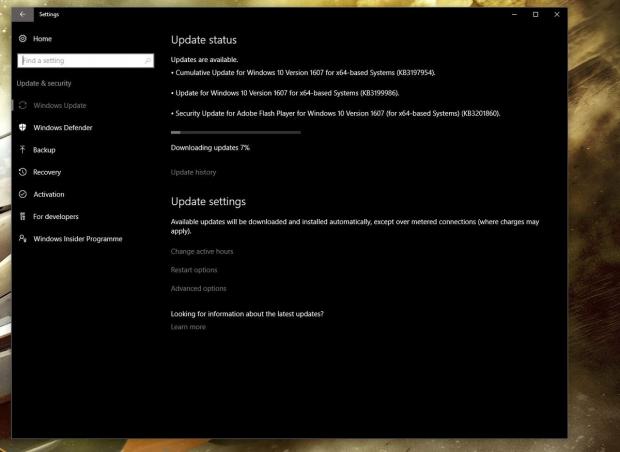 Settings
Home
Find a setting
Update & security
Windows Update
Windows Defender
Backup
Recovery
Activation
For developers
Windows Insider Programme
Update status
Updates are available.
• Cumulative Update for Windows 10 Version 1607 for x64-based Systems (KB3197954).
• Update for Windows 10 Version 1607 for x64-based Systems (KB3199986).
• Security Update for Adobe Flash Player for Windows 10 Version 1607 (for x64-based Systems) (KB3201860).
Downloading updates 7%
Update history
Update settings
Available updates will be downloaded and installed automatically, except over metered connections (where charges may
apply).
Change active hours
Restart options
Advanced options
Looking for information about the latest updates?
Learn more